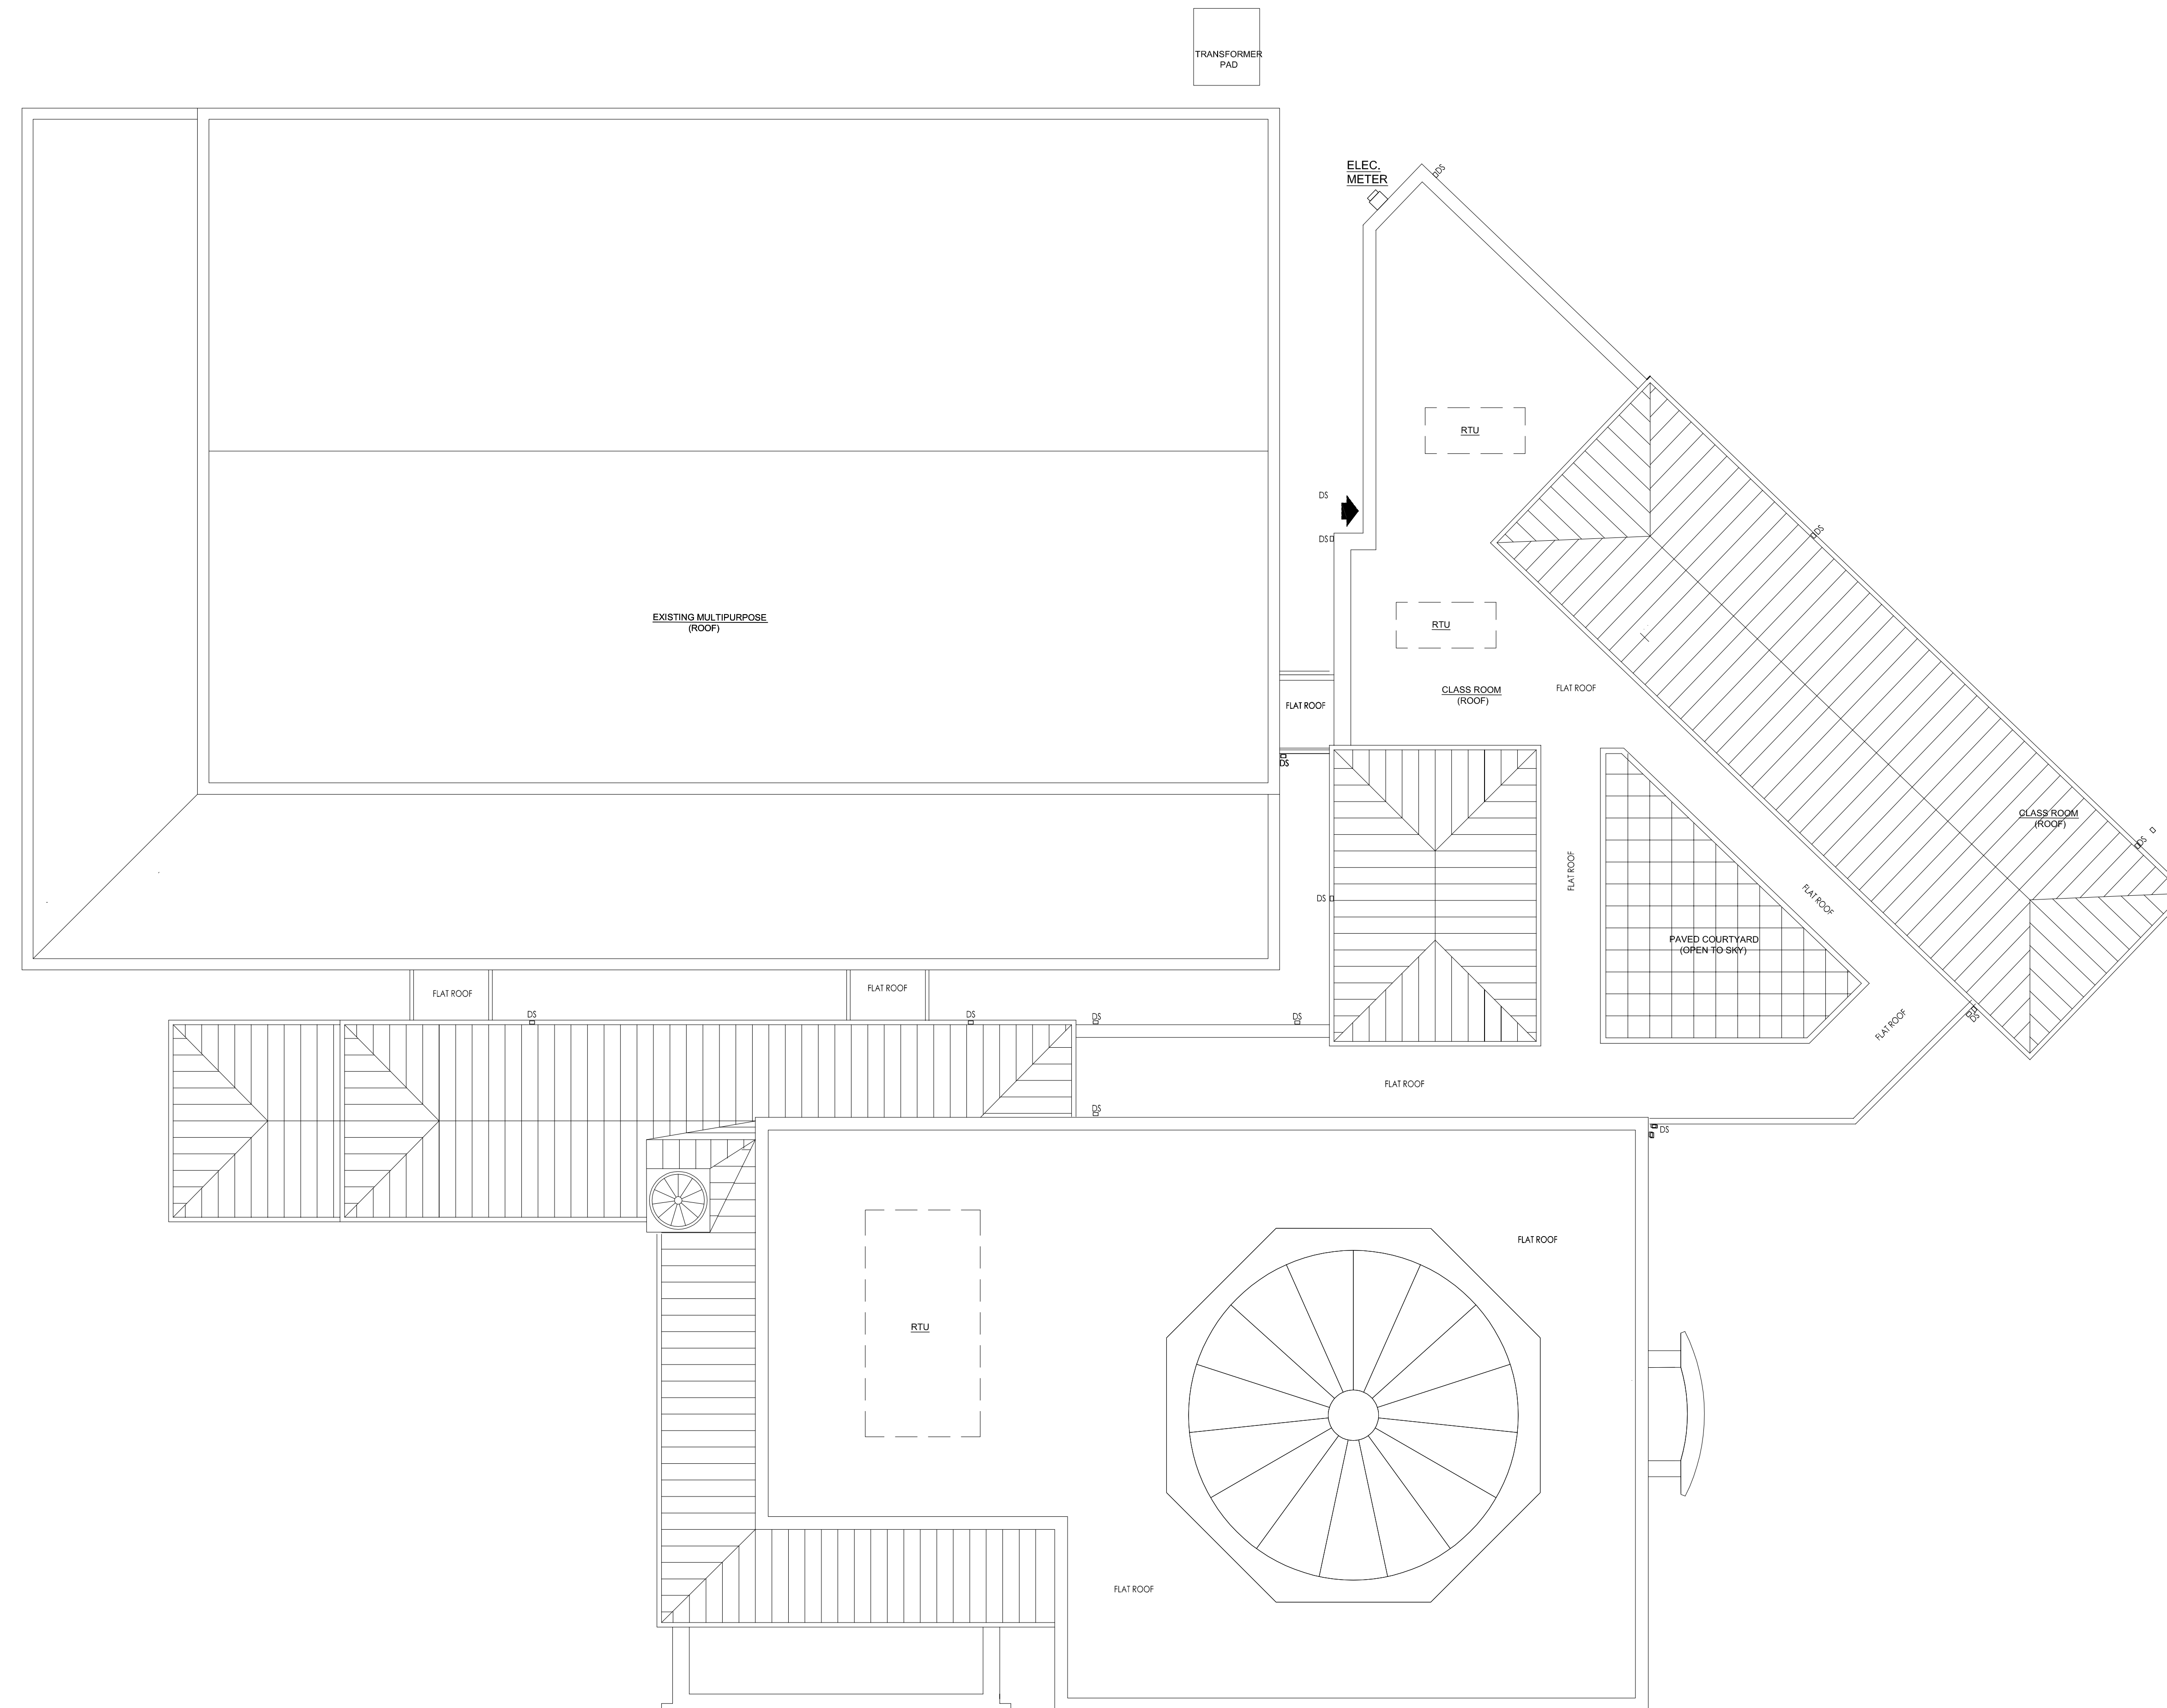 TRANSFORMER
PAD
ELEC.
METER
DS
RTU
DS
DS
DS
RTU
EXISTING MULTIPURPOSE
(ROOF)
CLASS ROOM
(ROOF)
FLAT ROOF
FLAT ROOF
DS
CLASS ROOM
(ROOF)
DS
FLAT ROOF
DS
FLAT ROOF
PAVED COURTYARD
(OPEN TO SKY)
FLAT ROOF
FLAT ROOF
DS
DS
DS
DS
DS
FLAT ROOF
FLAT ROOF
DS
DS
FLAT ROOF
RTU
FLAT ROOF